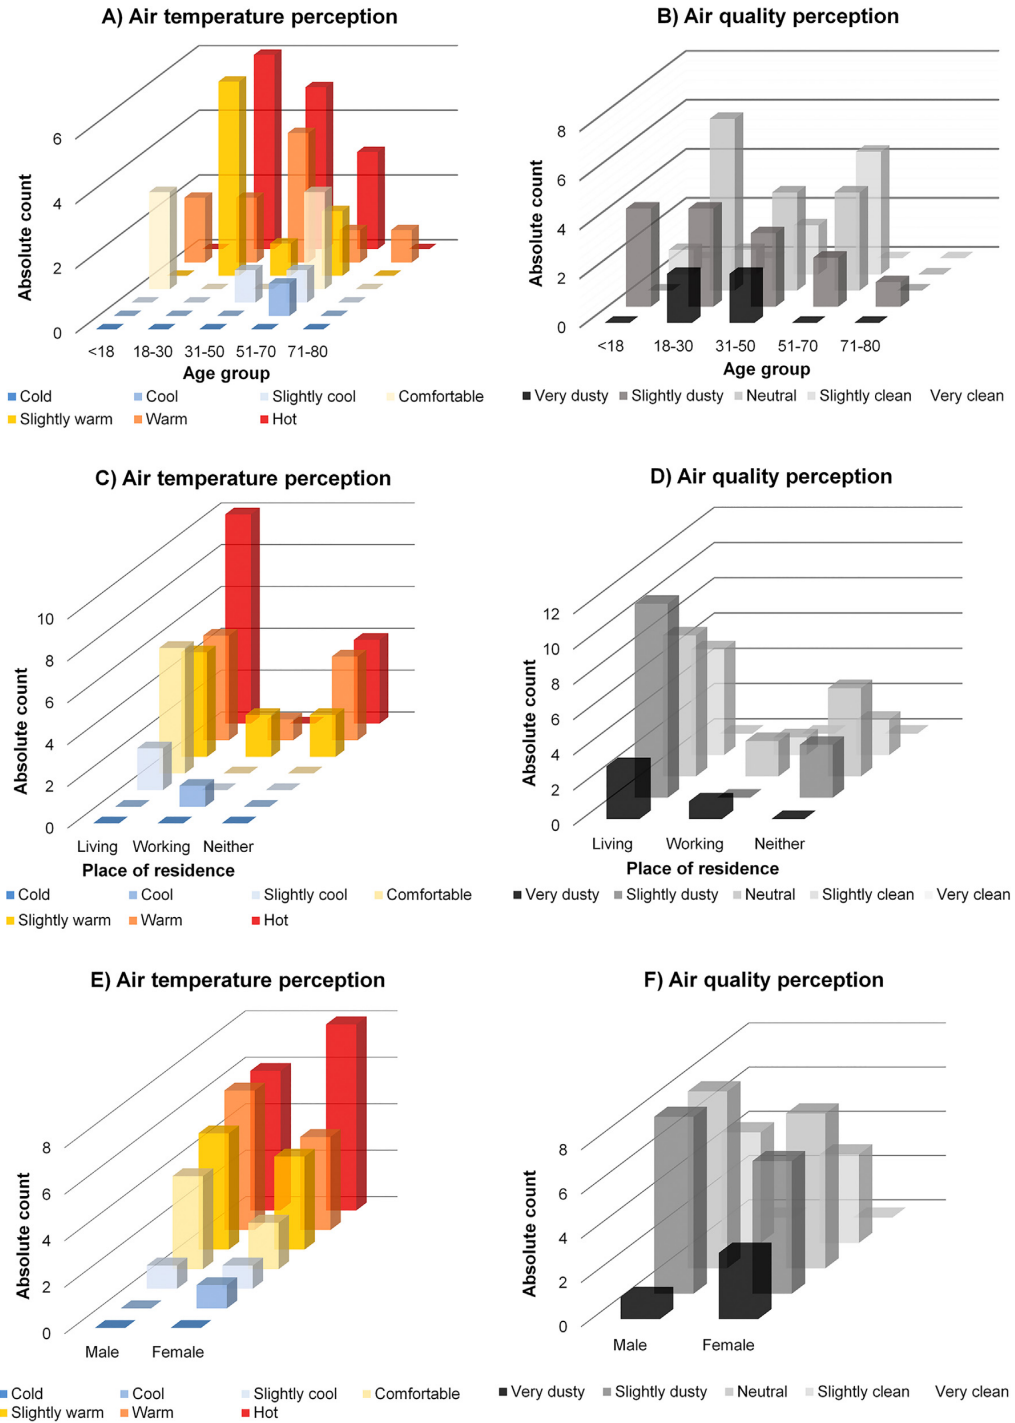 A) Air temperature perception
Absolute count
6
4
2
0
<18 18-30 31-50 51-70 71-80
Age group
Cold Cool Slightly cool Comfortable
Slightly warm Warm Hot
B) Air quality perception
Absolute count
8
6
4
2
0
<18 18-30 31-50 51-70 71-80
Age group
Very dusty Slightly dusty Neutral Slightly clean Very clean
C) Air temperature perception
Absolute count
10
8
6
4
2
0
Living Working Neither
Place of residence
Cold Cool Slightly cool Comfortable
Slightly warm Warm Hot
D) Air quality perception
Absolute count
12
10
8
6
4
2
0
Living Working Neither
Place of residence
Very dusty Slightly dusty Neutral Slightly clean Very clean
E) Air temperature perception
Absolute count
8
6
4
2
0
Male Female
Cold Cool Slightly cool Comfortable
Slightly warm Warm Hot
F) Air quality perception
Absolute count
8
6
4
2
0
Male Female
Very dusty Slightly dusty Neutral Slightly clean Very clean